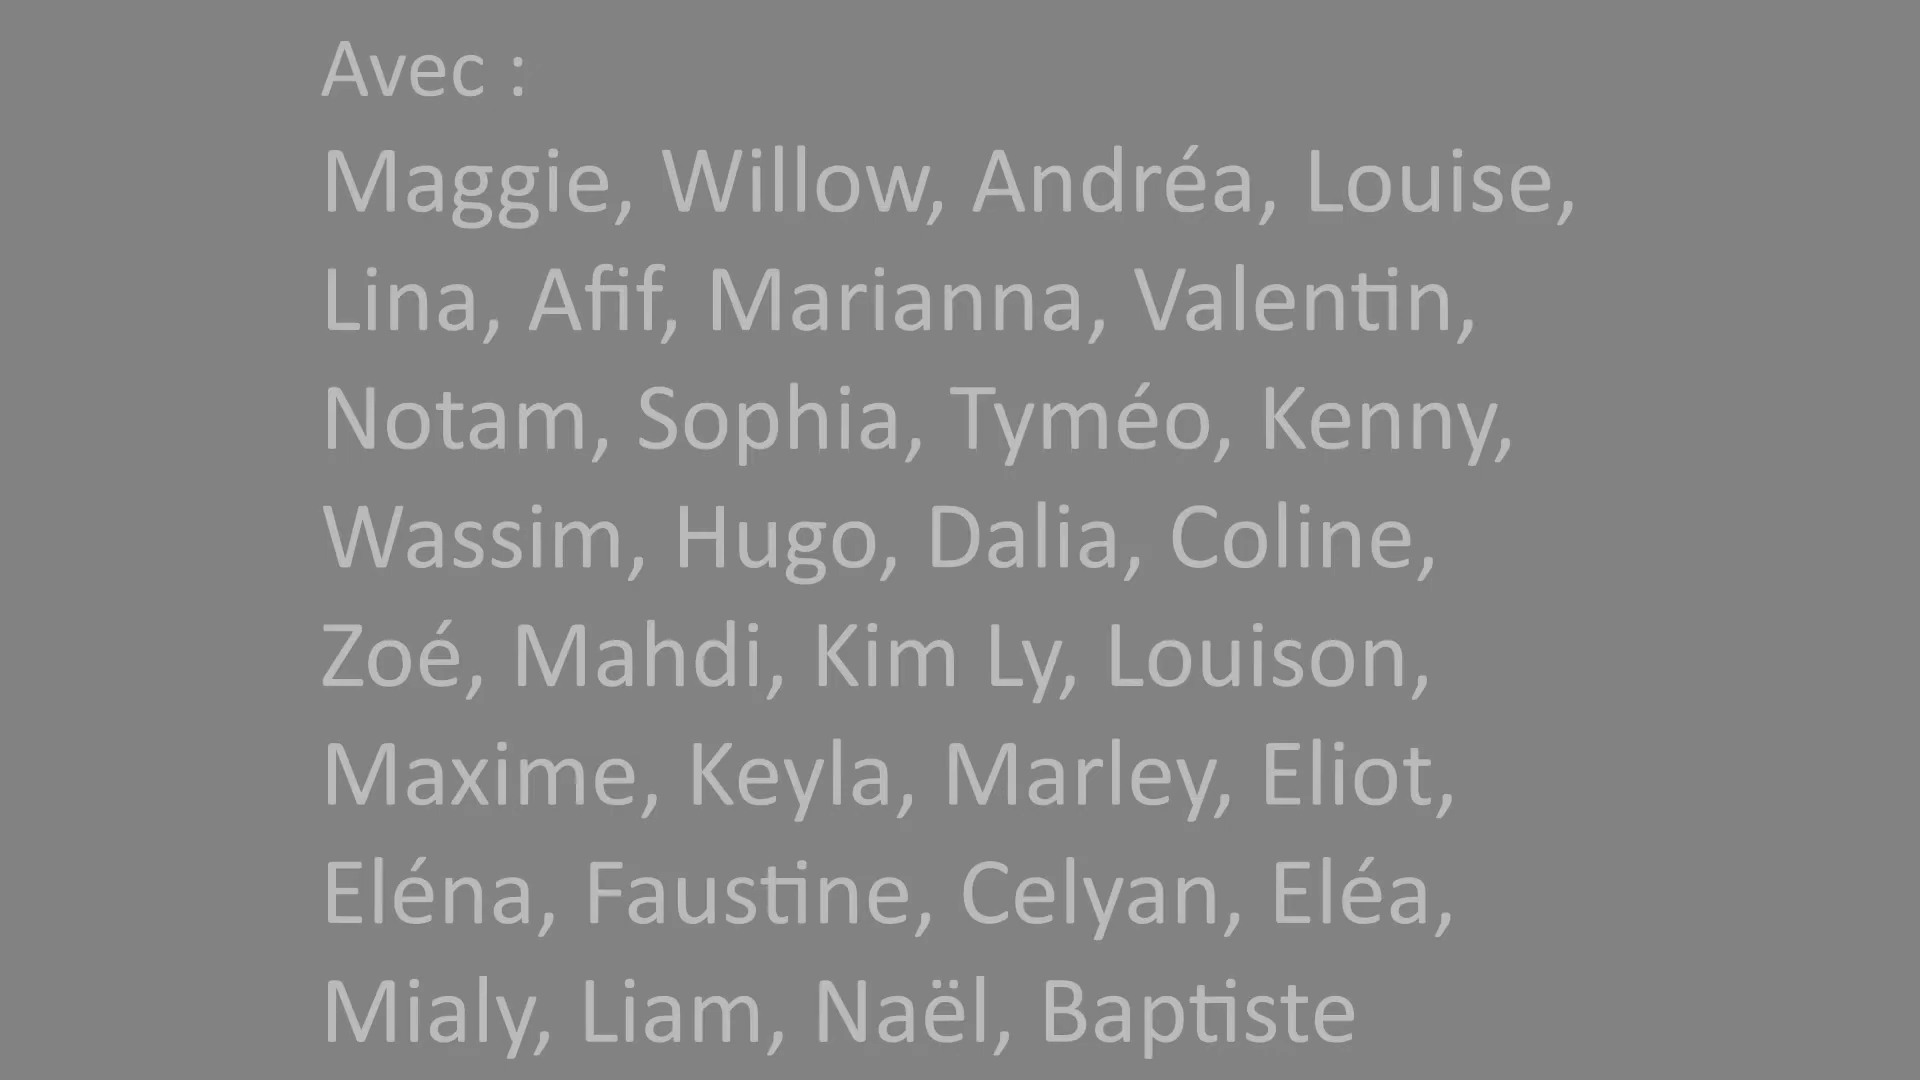 Avec :
Maggie, Willow, Andréa, Louise,
Lina, Afif, Marianna, Valentin,
Notam, Sophia, Tyméo, Kenny,
Wassim, Hugo, Dalia, Coline,
Zoé, Mahdi, Kim Ly, Louison,
Maxime, Keyla, Marley, Eliot,
Eléna, Faustine, Celyan, Eléa,
Mialy, Liam, Naël, Baptiste